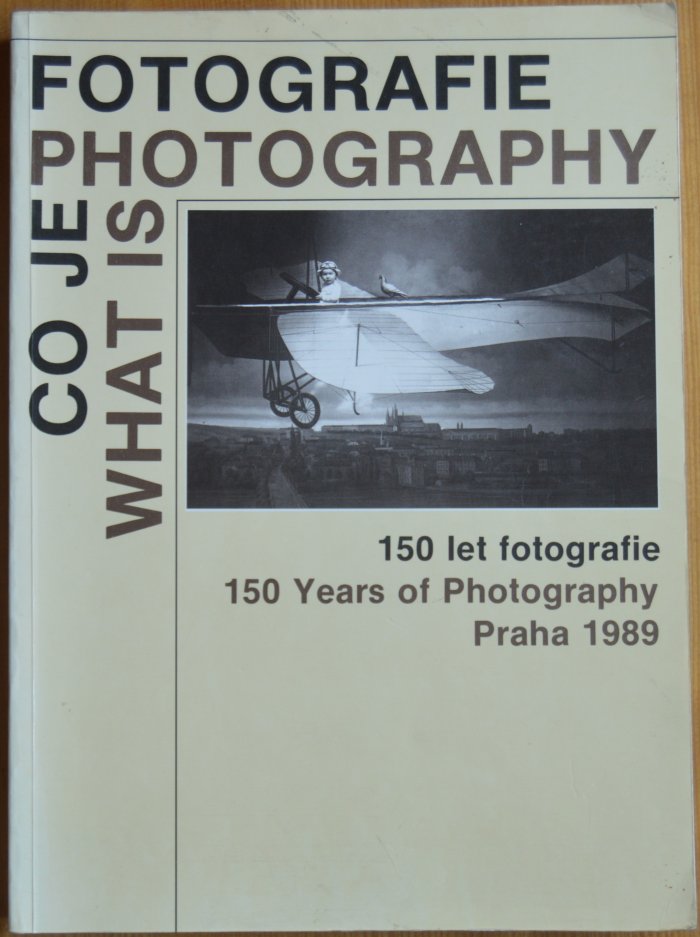 CO JE
FOTOGRAFIE
WHAT IS
PHOTOGRAPHY
150 let fotografie
150 Years of Photography
Praha 1989